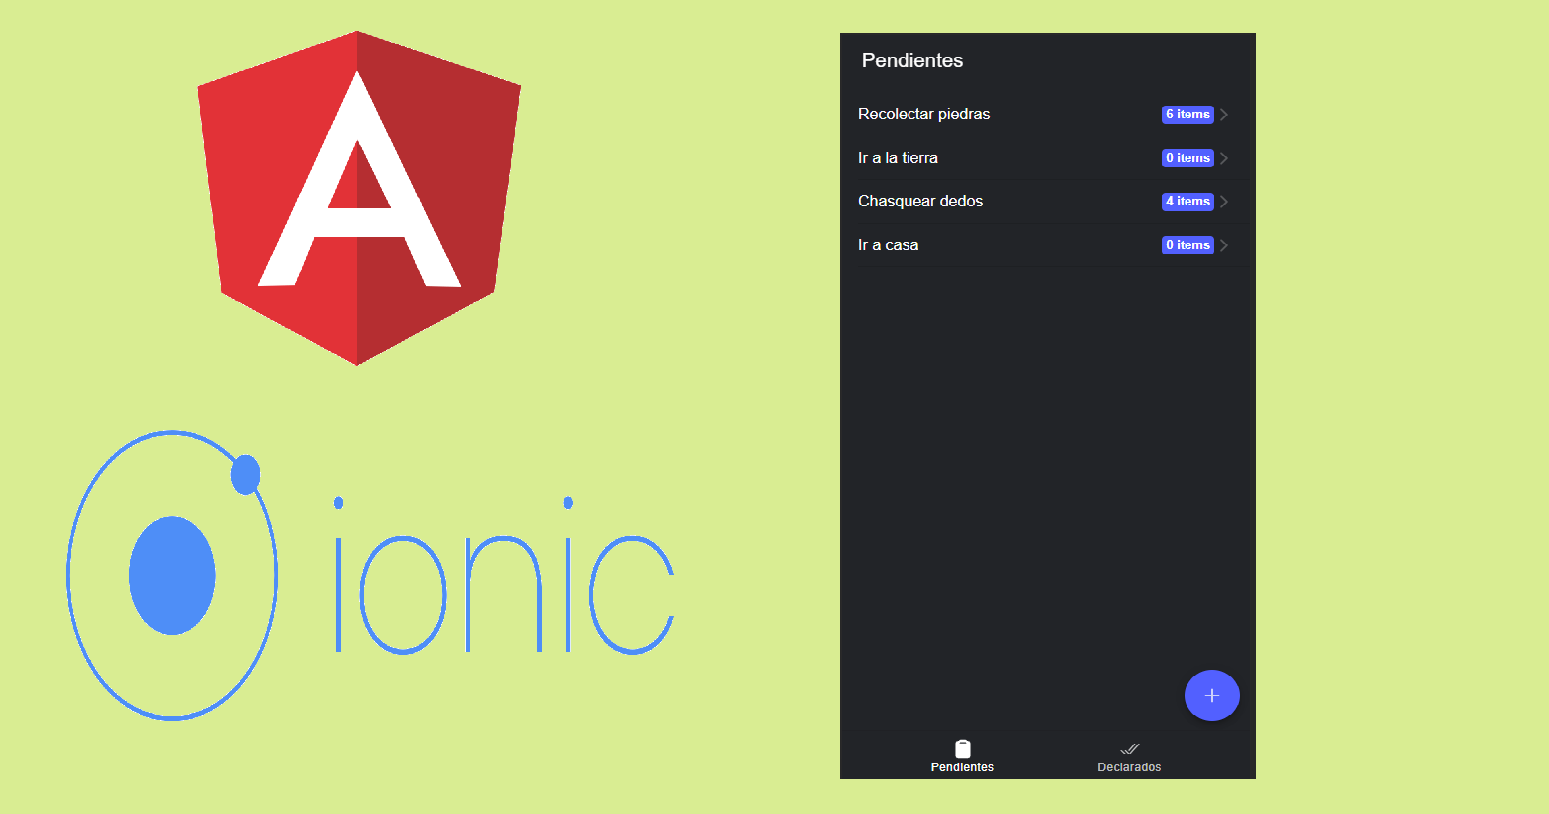 A
ionic
Pendientes
Recolectar piedras 6 items
Ir a la tierra 0 items
Chasquear dedos 4 items
Ir a casa 0 items
+
Pendientes Declarados